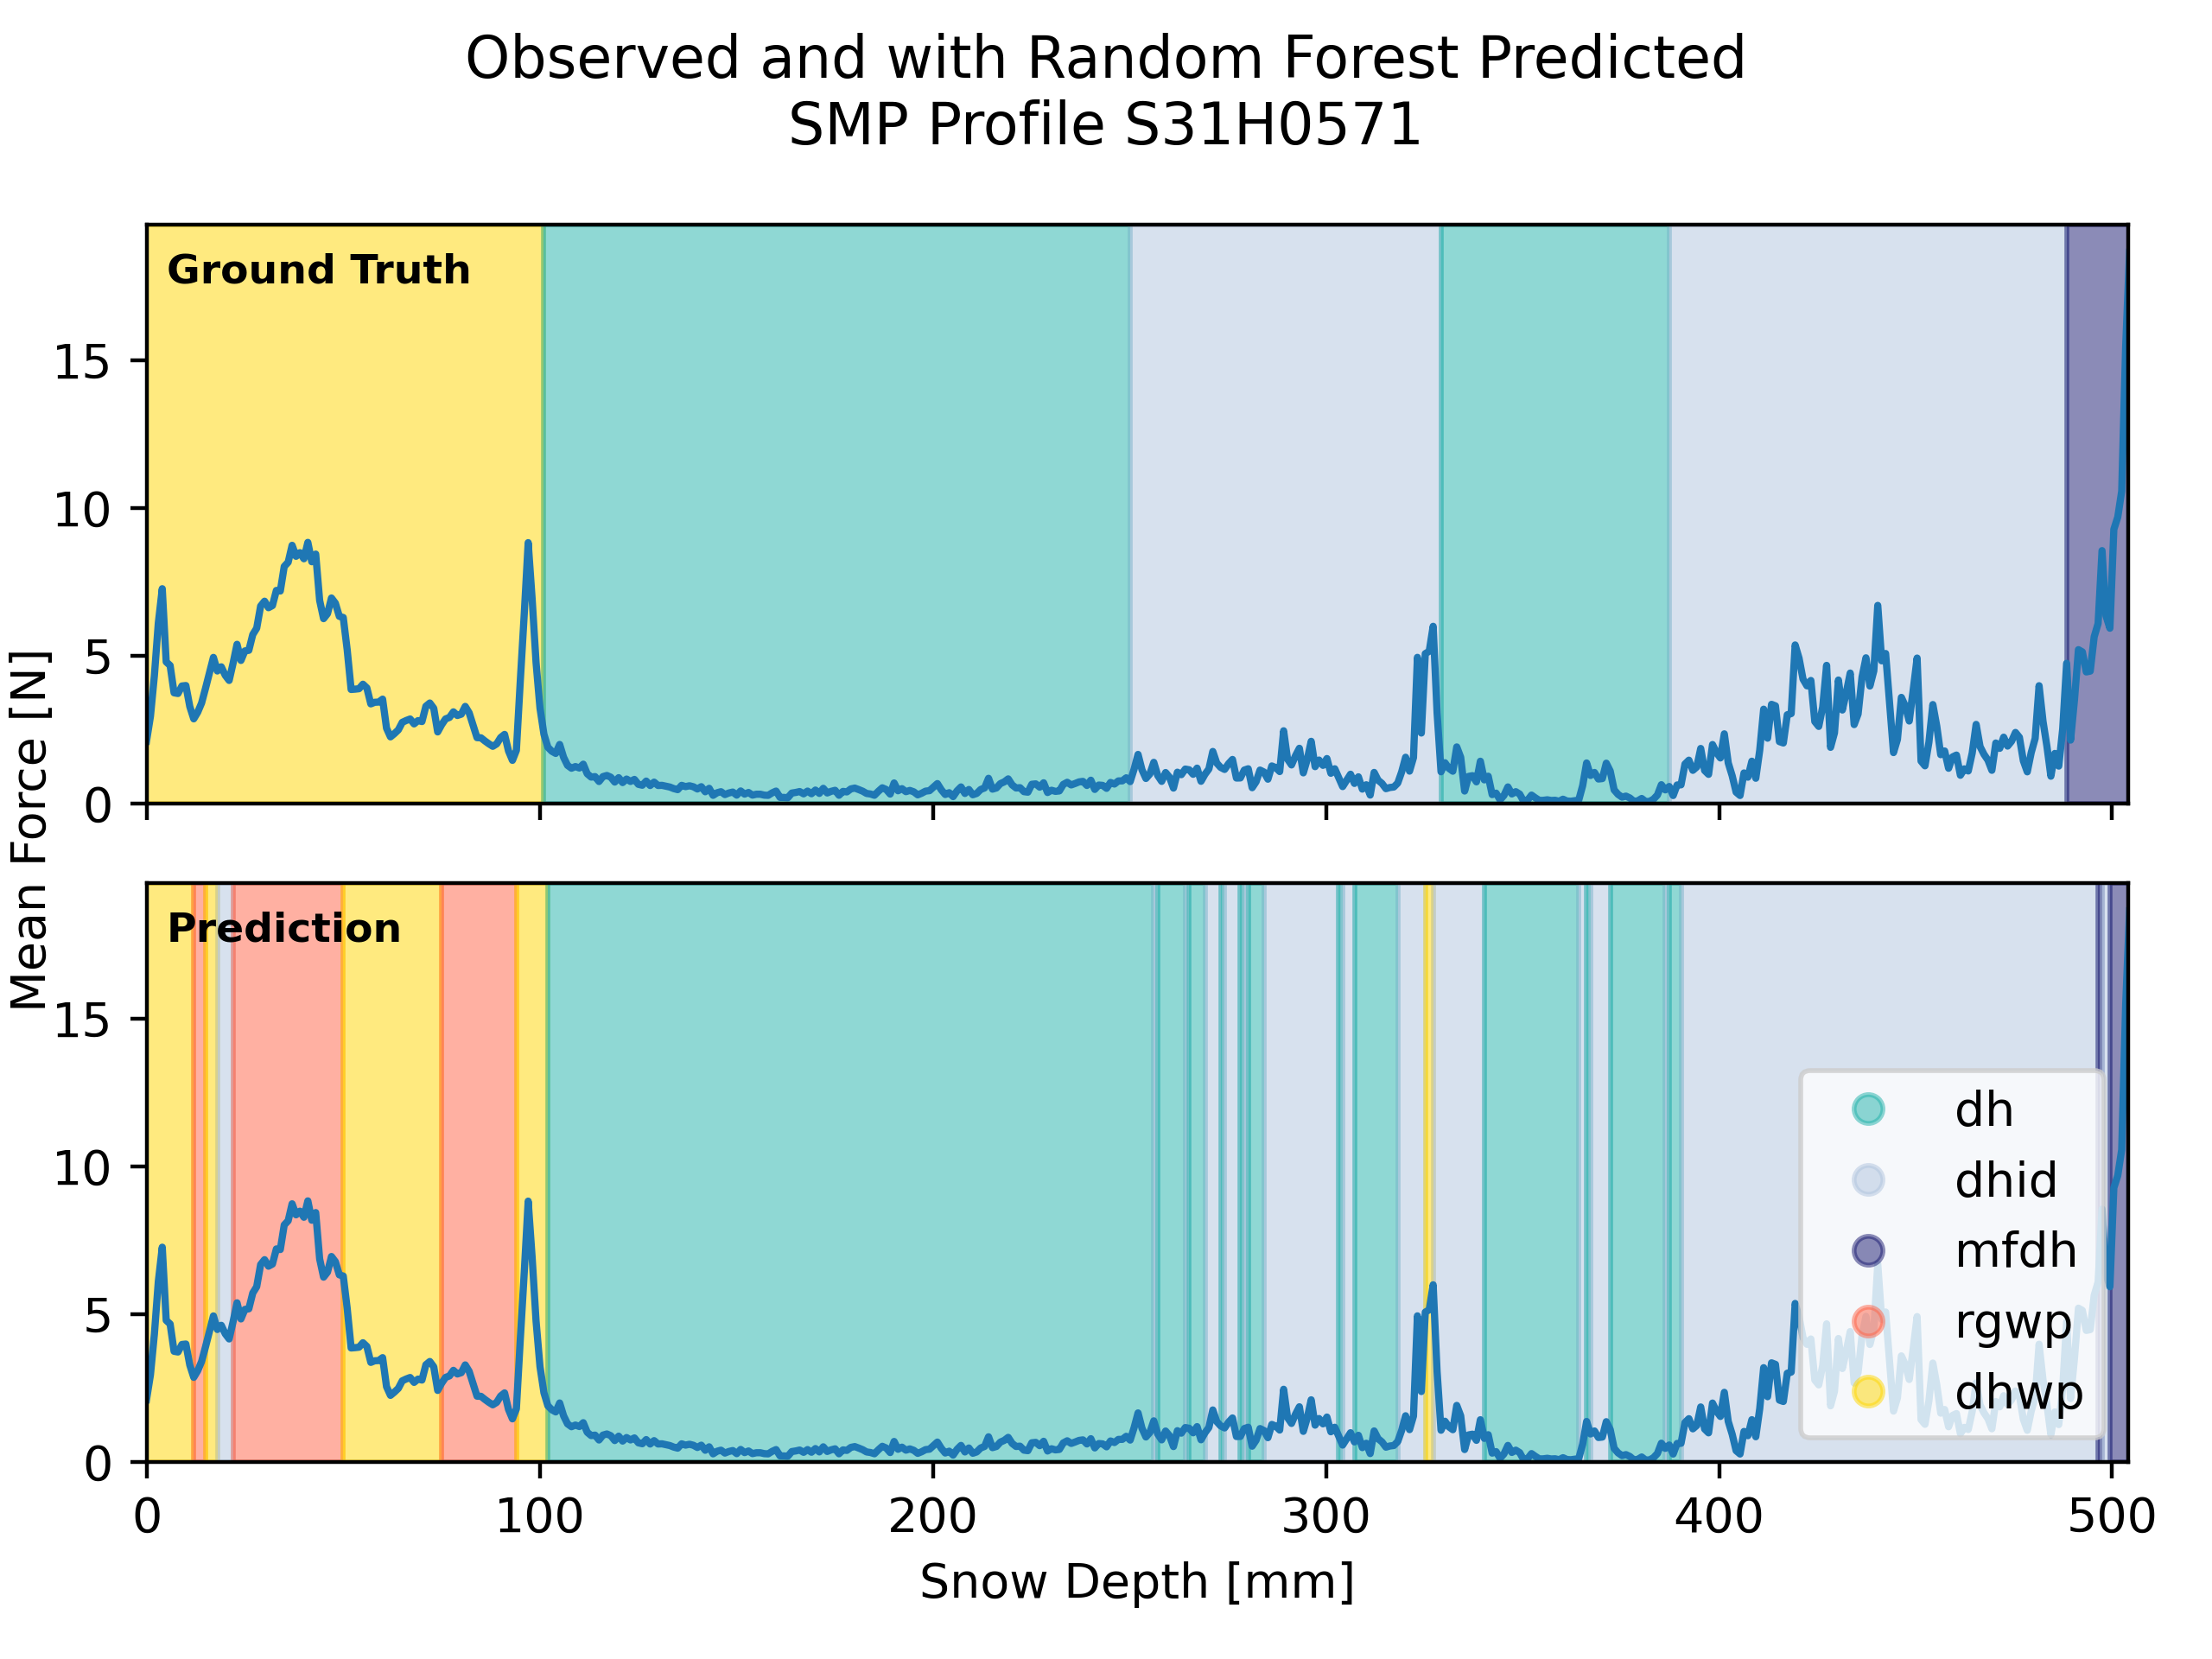 Observed and with Random Forest Predicted
SMP Profile S31H0571
Mean Force [N]
Ground Truth
15
10
5
0
Prediction
15
10
5
0
dh
dhid
mfdh
rgwp
dhwp
0 100 200 300 400 500
Snow Depth [mm]